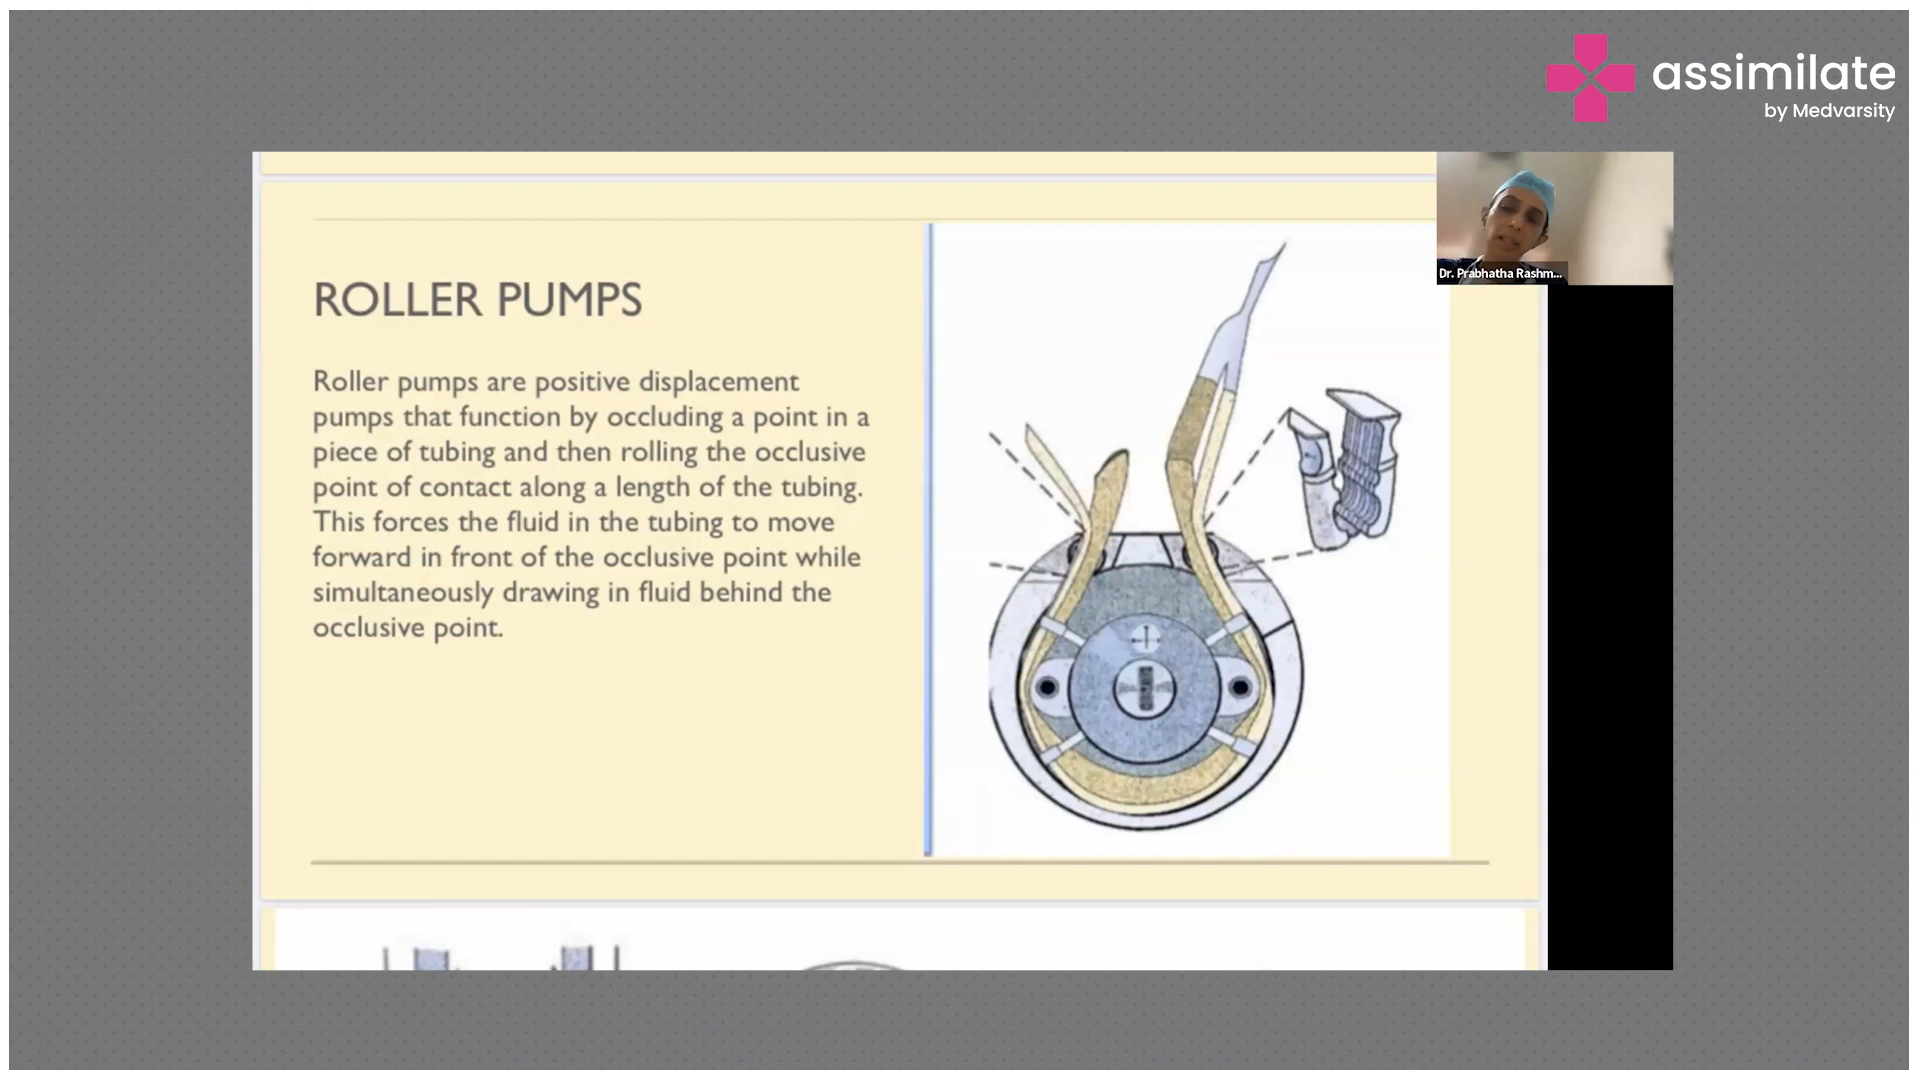 assimilate
by Medvarsity
Dr. Prabhatha Rashm...
ROLLER PUMPS
Roller pumps are positive displacement
pumps that function by occluding a point in a
piece of tubing and then rolling the occlusive
point of contact along a length of the tubing.
This forces the fluid in the tubing to move
forward in front of the occlusive point while
simultaneously drawing in fluid behind the
occlusive point.